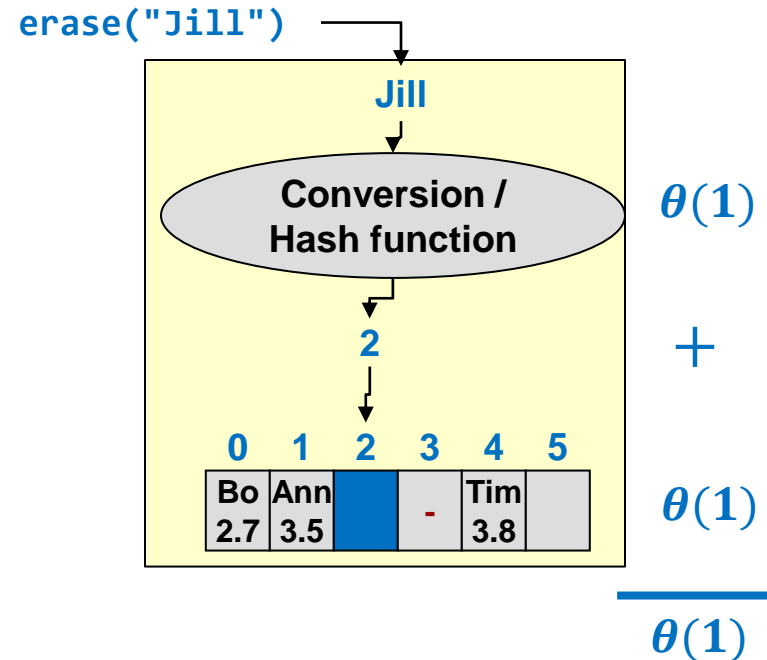 erase("Jill")
Jill
Conversion /
Hash function
θ(1)
2
+
0 1 2 3 4 5
Bo Ann - Tim
2.7 3.5 3.8
θ(1)
θ(1)